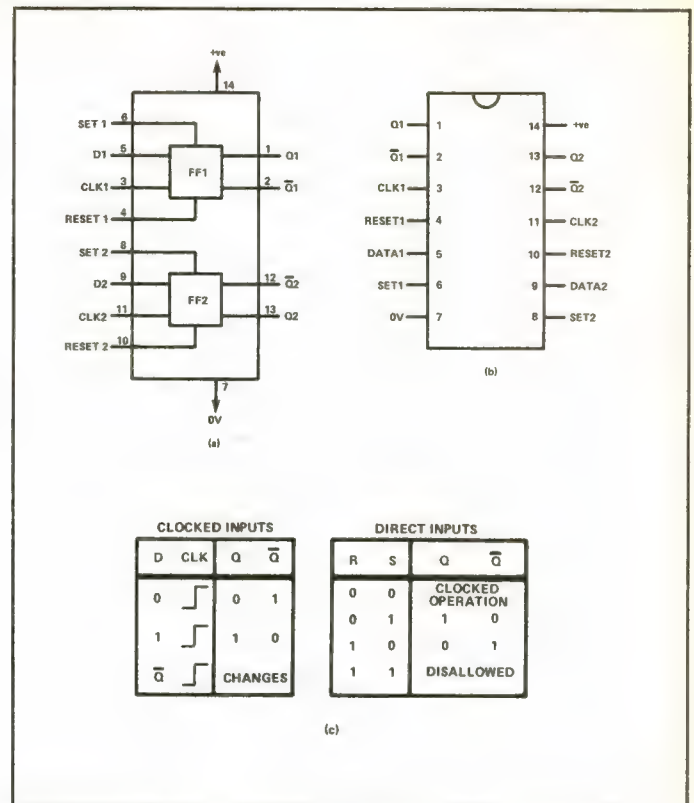 +ve
14
SET 1 6
D1 5
CLK1 3
RESET 1 4
FF1
1 Q1
2 Q̅1
SET 2 8
D2 9
CLK2 11
RESET 2 10
FF2
12 Q̅2
13 Q2
7
0V
(a)
Q1 1 14 +ve
Q̅1 2 13 Q2
CLK1 3 12 Q̅2
RESET1 4 11 CLK2
DATA1 5 10 RESET2
SET1 6 9 DATA2
0V 7 8 SET2
(b)
CLOCKED INPUTS
D CLK Q Q̅
0 0 1
1 1 0
Q̅ CHANGES
DIRECT INPUTS
R S Q Q̅
0 0 CLOCKED
OPERATION
0 1 1 0
1 0 0 1
1 1 DISALLOWED
(c)